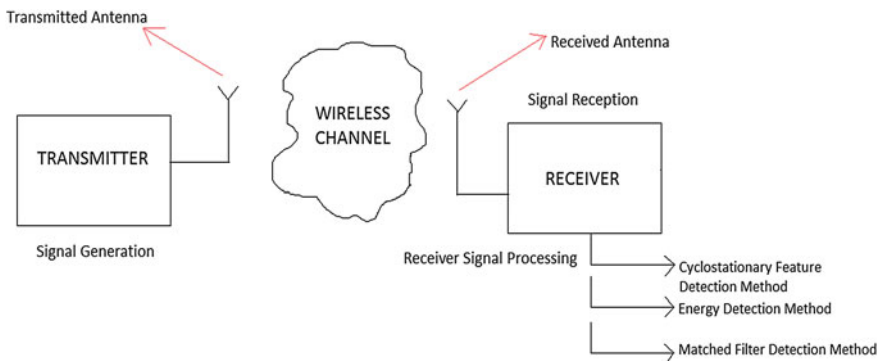 Transmitted Antenna
Received Antenna
Signal Reception
WIRELESS
CHANNEL
TRANSMITTER
RECEIVER
Signal Generation
Receiver Signal Processing
Cyclostationary Feature
Detection Method
Energy Detection Method
Matched Filter Detection Method